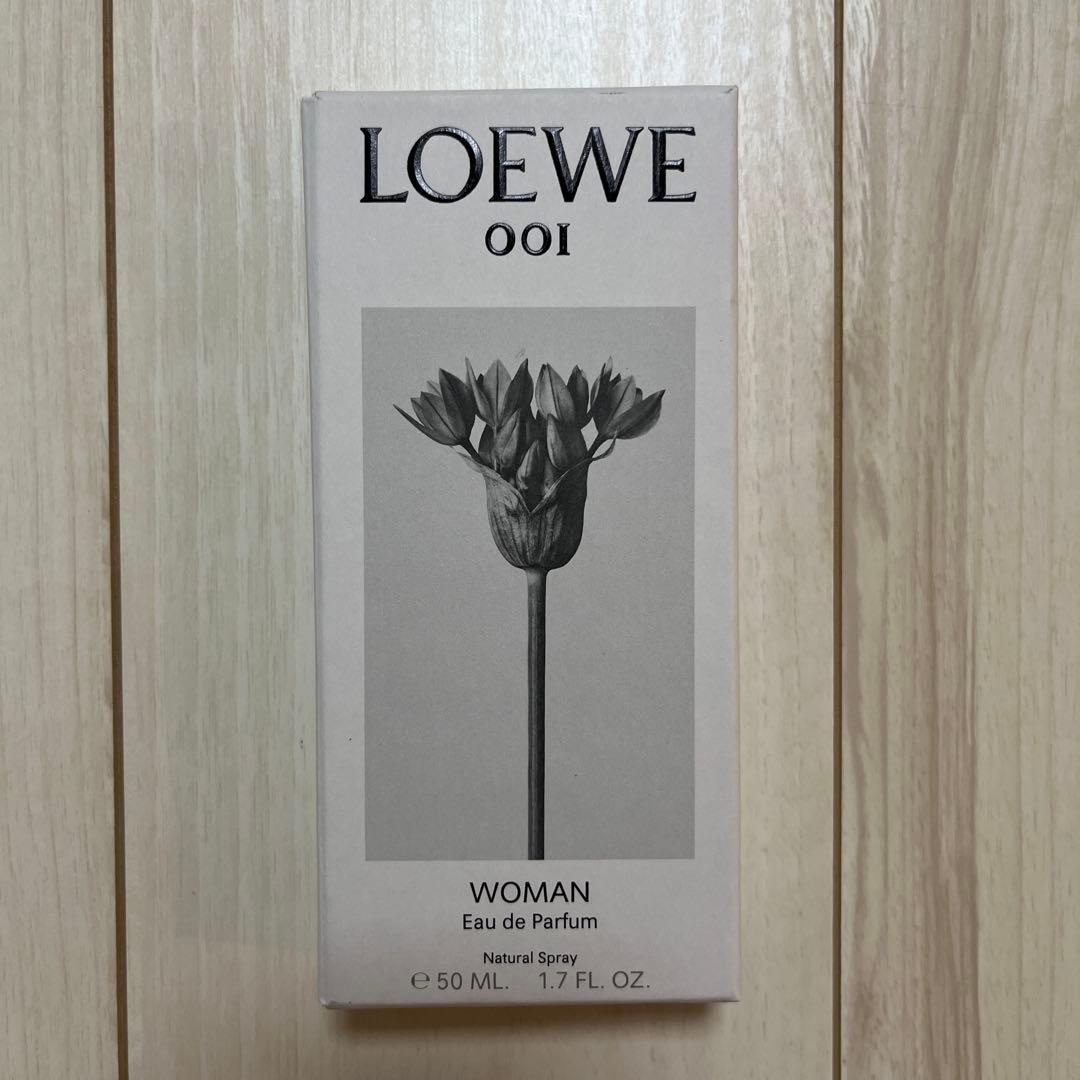 LOEWE
001
WOMAN
Eau de Parfum
Natural Spray
℮ 50 ML. 1.7 FL. OZ.